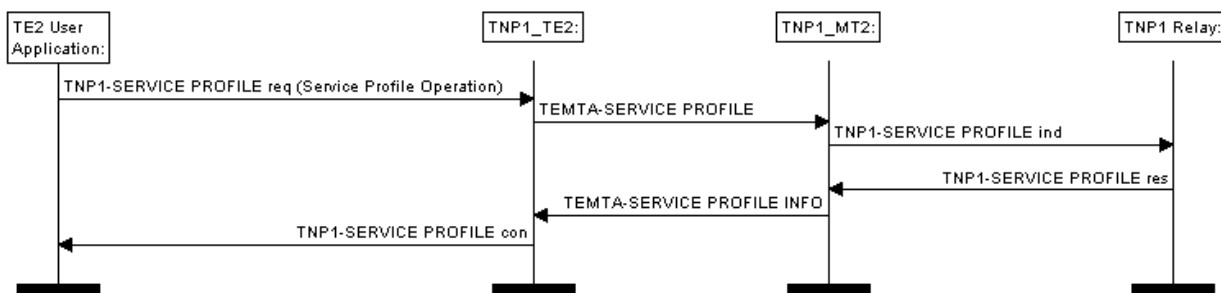 TE2 User
Application:
TNP1_TE2:
TNP1_MT2:
TNP1 Relay:
TNP1-SERVICE PROFILE req (Service Profile Operation)
TEMTA-SERVICE PROFILE
TNP1-SERVICE PROFILE ind
TNP1-SERVICE PROFILE res
TEMTA-SERVICE PROFILE INFO
TNP1-SERVICE PROFILE con